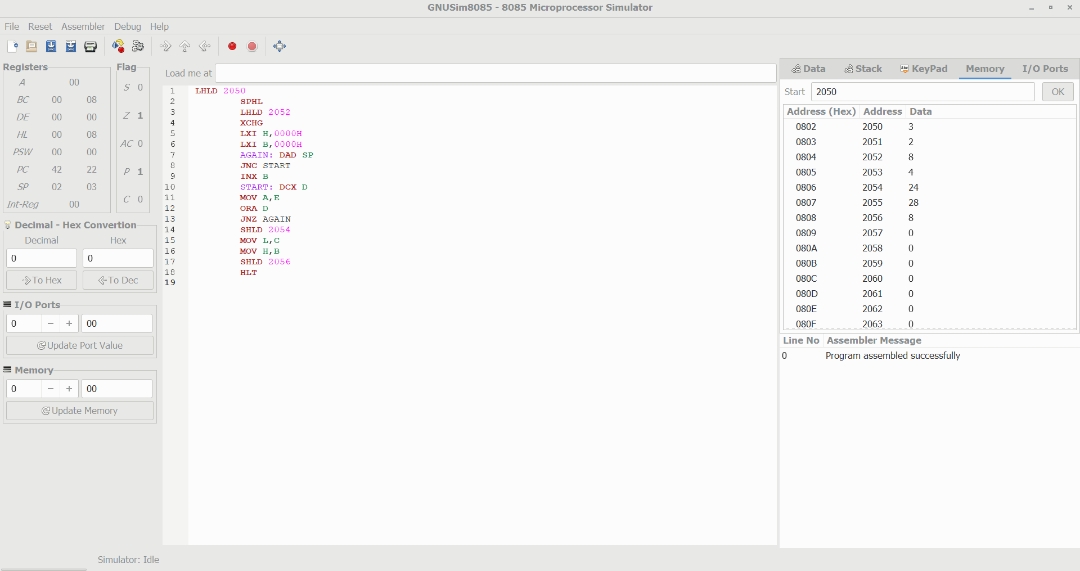 GNUSim8085 - 8085 Microprocessor Simulator
File Reset Assembler Debug Help
Registers
A 00
BC 00 08
DE 00 00
HL 00 08
PSW 00 00
PC 42 22
SP 02 03
Int-Reg 00
Flag
S 0
Z 1
AC 0
P 1
C 0
Decimal - Hex Convertion
Decimal Hex
0 0
To Hex To Dec
I/O Ports
0 − + 00
Update Port Value
Memory
0 − + 00
Update Memory
Load me at
1 LHLD 2050
2 SPHL
3 LHLD 2052
4 XCHG
5 LXI H,0000H
6 LXI B,0000H
7 AGAIN: DAD SP
8 JNC START
9 INX B
10 START: DCX D
11 MOV A,E
12 ORA D
13 JNZ AGAIN
14 SHLD 2054
15 MOV L,C
16 MOV H,B
17 SHLD 2056
18 HLT
19
Data Stack KeyPad Memory I/O Ports
Start 2050 OK
Address (Hex) Address Data
0802 2050 3
0803 2051 2
0804 2052 8
0805 2053 4
0806 2054 24
0807 2055 28
0808 2056 8
0809 2057 0
080A 2058 0
080B 2059 0
080C 2060 0
080D 2061 0
080E 2062 0
080F 2063 0
Line No Assembler Message
0 Program assembled successfully
Simulator: Idle